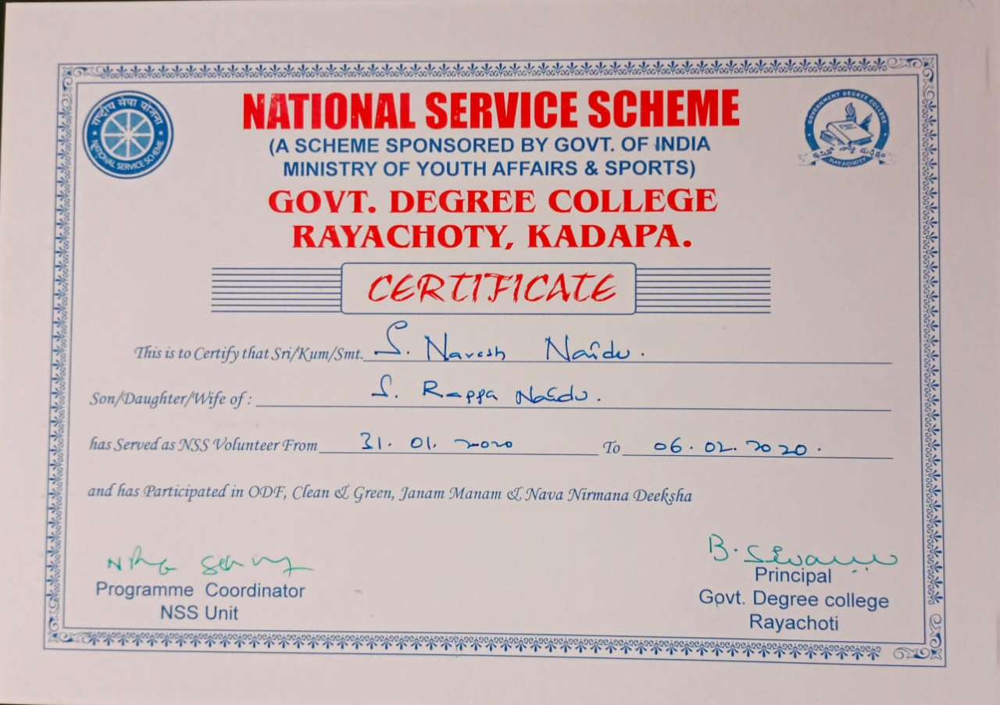 राष्ट्रीय सेवा योजना
NATIONAL SERVICE SCHEME
GOVERNMENT DEGREE COLLEGE
RAYACHOTY
NATIONAL SERVICE SCHEME
(A SCHEME SPONSORED BY GOVT. OF INDIA
MINISTRY OF YOUTH AFFAIRS & SPORTS)
GOVT. DEGREE COLLEGE
RAYACHOTY, KADAPA.
CERTIFICATE
This is to Certify that Sri/Kum/Smt. S. Naresh Naidu.
Son/Daughter/Wife of : S. Rappa Naidu.
has Served as NSS Volunteer From 31. 01. 2020 To 06. 02. 2020.
and has Participated in ODF, Clean & Green, Janam Manam & Nava Nirmana Deeksha
Programme Coordinator
NSS Unit
B.
Principal
Govt. Degree college
Rayachoti